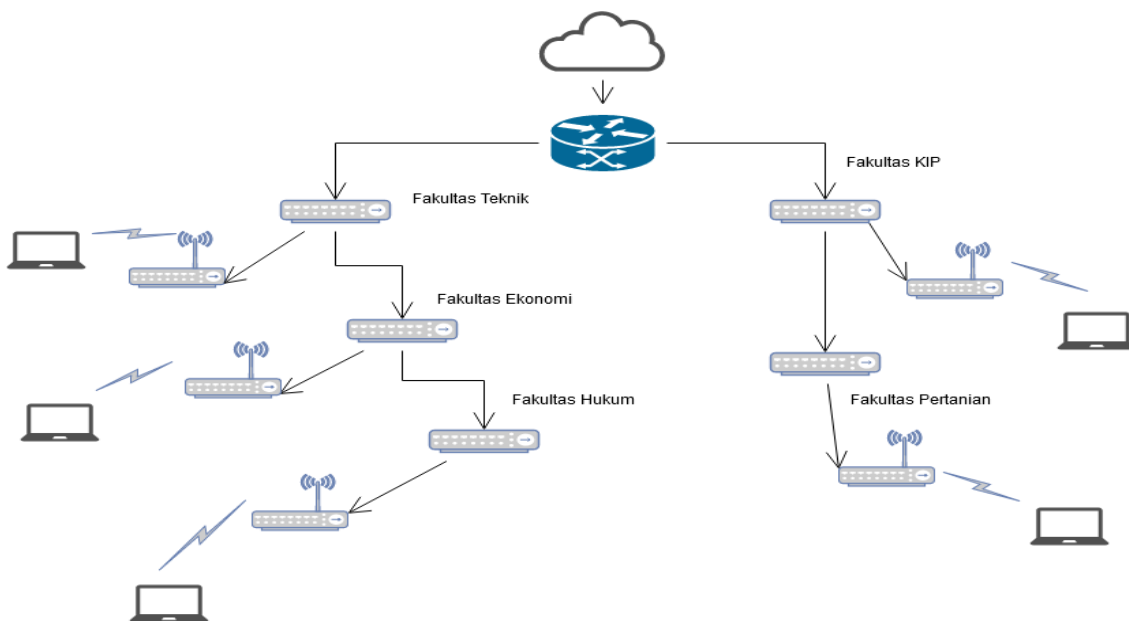 Fakultas KIP
Fakultas Teknik
Fakultas Ekonomi
Fakultas Hukum
Fakultas Pertanian